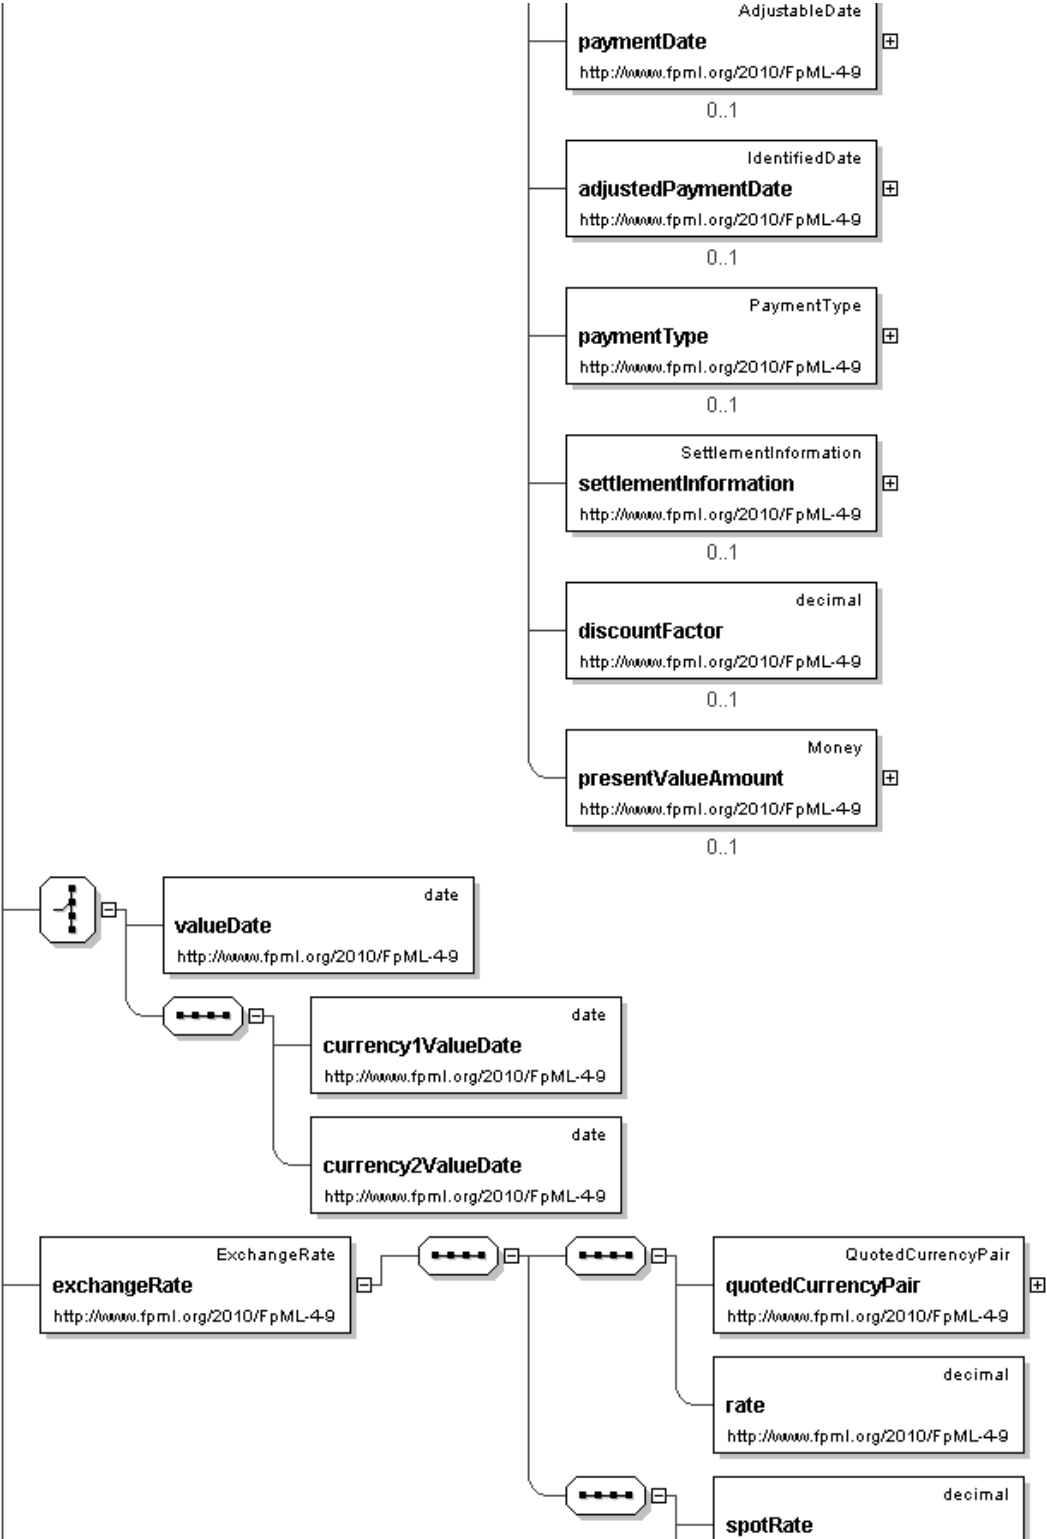 AdjustableDate
paymentDate
http://www.fpml.org/2010/FpML-4-9
0..1
IdentifiedDate
adjustedPaymentDate
http://www.fpml.org/2010/FpML-4-9
0..1
PaymentType
paymentType
http://www.fpml.org/2010/FpML-4-9
0..1
SettlementInformation
settlementInformation
http://www.fpml.org/2010/FpML-4-9
0..1
decimal
discountFactor
http://www.fpml.org/2010/FpML-4-9
0..1
Money
presentValueAmount
http://www.fpml.org/2010/FpML-4-9
0..1
date
valueDate
http://www.fpml.org/2010/FpML-4-9
date
currency1ValueDate
http://www.fpml.org/2010/FpML-4-9
date
currency2ValueDate
http://www.fpml.org/2010/FpML-4-9
ExchangeRate
exchangeRate
http://www.fpml.org/2010/FpML-4-9
QuotedCurrencyPair
quotedCurrencyPair
http://www.fpml.org/2010/FpML-4-9
decimal
rate
http://www.fpml.org/2010/FpML-4-9
decimal
spotRate